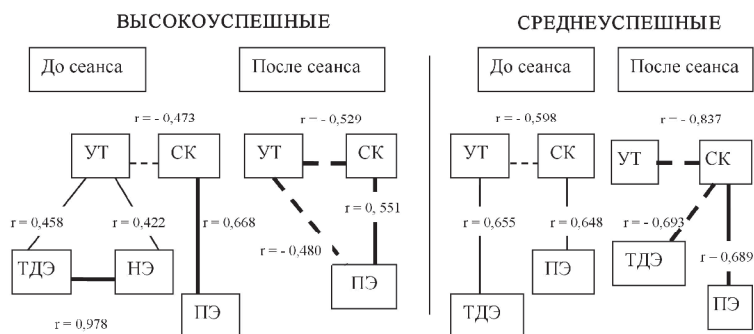 ВЫСОКОУСПЕШНЫЕ
СРЕДНЕУСПЕШНЫЕ
До сеанса
После сеанса
До сеанса
После сеанса
r = - 0,473
r = - 0,529
r = - 0,598
r = - 0,837
УТ
СК
УТ
СК
УТ
СК
УТ
СК
r = 0,458
r = 0,422
r = 0,668
r = 0, 551
r = - 0,480
r = 0,655
r = 0,648
r = - 0,693
r = 0,689
ТДЭ
НЭ
ПЭ
ПЭ
ТДЭ
ПЭ
ТДЭ
ПЭ
r = 0,978